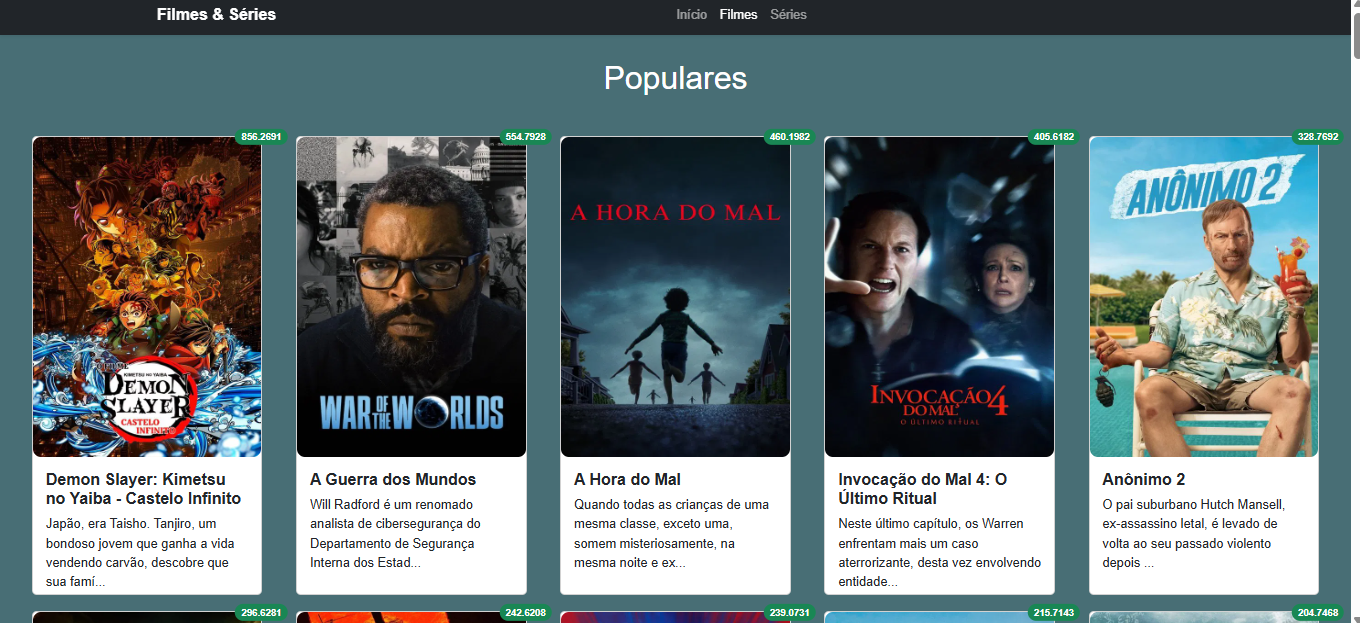 Filmes & Séries
Início Filmes Séries
Populares
856.2691
554.7928
460.1982
405.6182
328.7692
KIMETSU NO YAIBA
DEMON
SLAYER
CASTELO
INFINITO
WAR OF THE WORLDS
A HORA DO MAL
INVOCAÇÃO
DO MAL 4
O ÚLTIMO RITUAL
ANÔNIMO 2
Demon Slayer: Kimetsu
no Yaiba - Castelo Infinito
Japão, era Taisho. Tanjiro, um
bondoso jovem que ganha a vida
vendendo carvão, descobre que
sua famí...
A Guerra dos Mundos
Will Radford é um renomado
analista de cibersegurança do
Departamento de Segurança
Interna dos Estad...
A Hora do Mal
Quando todas as crianças de uma
mesma classe, exceto uma,
somem misteriosamente, na
mesma noite e ex...
Invocação do Mal 4: O
Último Ritual
Neste último capítulo, os Warren
enfrentam mais um caso
aterrorizante, desta vez envolvendo
entidade...
Anônimo 2
O pai suburbano Hutch Mansell,
ex-assassino letal, é levado de
volta ao seu passado violento
depois ...
296.6281
242.6208
239.0731
215.7143
204.7468